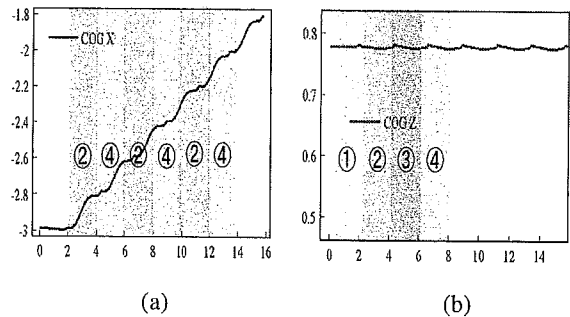 -1.8
-2
-2.2
-2.4
-2.6
-2.8
-3
COG X
② ④ ② ④ ② ④
0 2 4 6 8 10 12 14 16
(a)
0.8
0.7
0.6
0.5
COGZ
① ② ③ ④
0 2 4 6 8 10 12 14
(b)